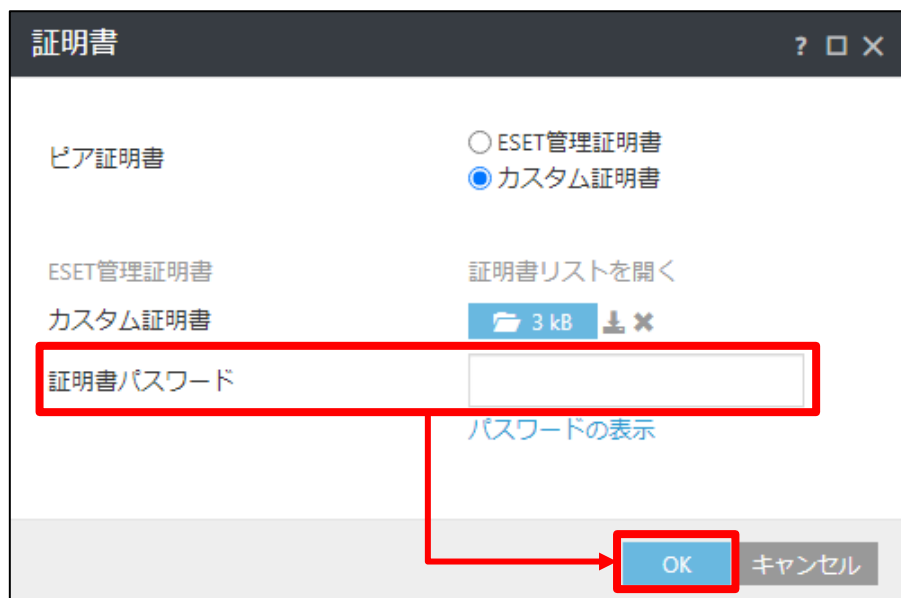 証明書
?
ピア証明書
ESET管理証明書
カスタム証明書
ESET管理証明書
証明書リストを開く
カスタム証明書
3 kB
証明書パスワード
パスワードの表示
OK
キャンセル